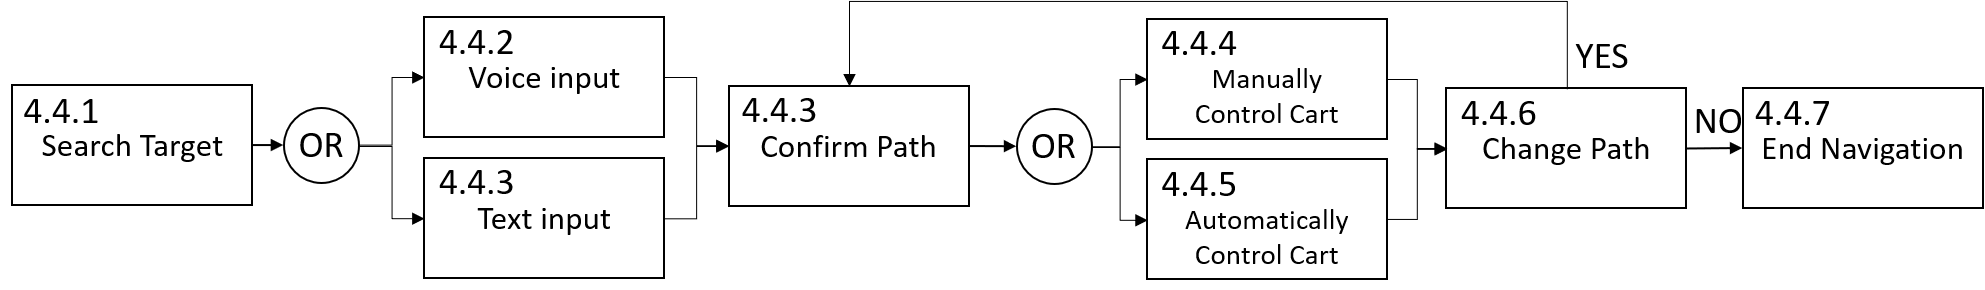 4.4.1
Search Target
OR
4.4.2
Voice input
4.4.3
Text input
4.4.3
Confirm Path
OR
4.4.4
Manually
Control Cart
4.4.5
Automatically
Control Cart
4.4.6
Change Path
YES
NO
4.4.7
End Navigation